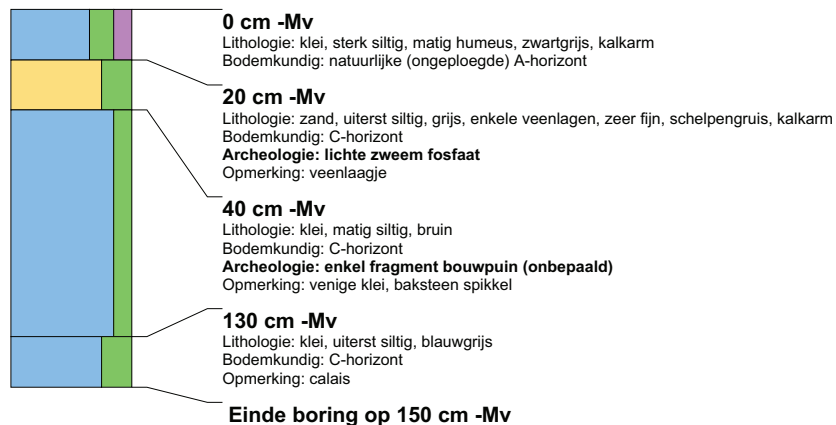 0 cm -Mv
Lithologie: klei, sterk siltig, matig humeus, zwartgrijs, kalkarm
Bodemkundig: natuurlijke (ongeploegde) A-horizont
20 cm -Mv
Lithologie: zand, uiterst siltig, grijs, enkele veenlagen, zeer fijn, schelpengruis, kalkarm
Bodemkundig: C-horizont
Archeologie: lichte zweem fosfaat
Opmerking: veenlaagje
40 cm -Mv
Lithologie: klei, matig siltig, bruin
Bodemkundig: C-horizont
Archeologie: enkel fragment bouwpuin (onbepaald)
Opmerking: venige klei, baksteen spikkel
130 cm -Mv
Lithologie: klei, uiterst siltig, blauwgrijs
Bodemkundig: C-horizont
Opmerking: calais
Einde boring op 150 cm -Mv